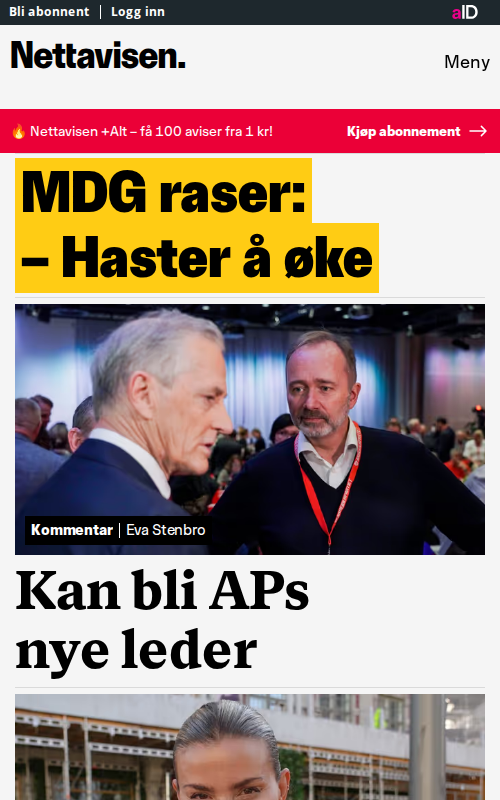 Bli abonnent | Logg inn
aID
Nettavisen.
Meny
🔥 Nettavisen +Alt – få 100 aviser fra 1 kr!
Kjøp abonnement →
MDG raser:
– Haster å øke
Kommentar | Eva Stenbro
Kan bli APs
nye leder